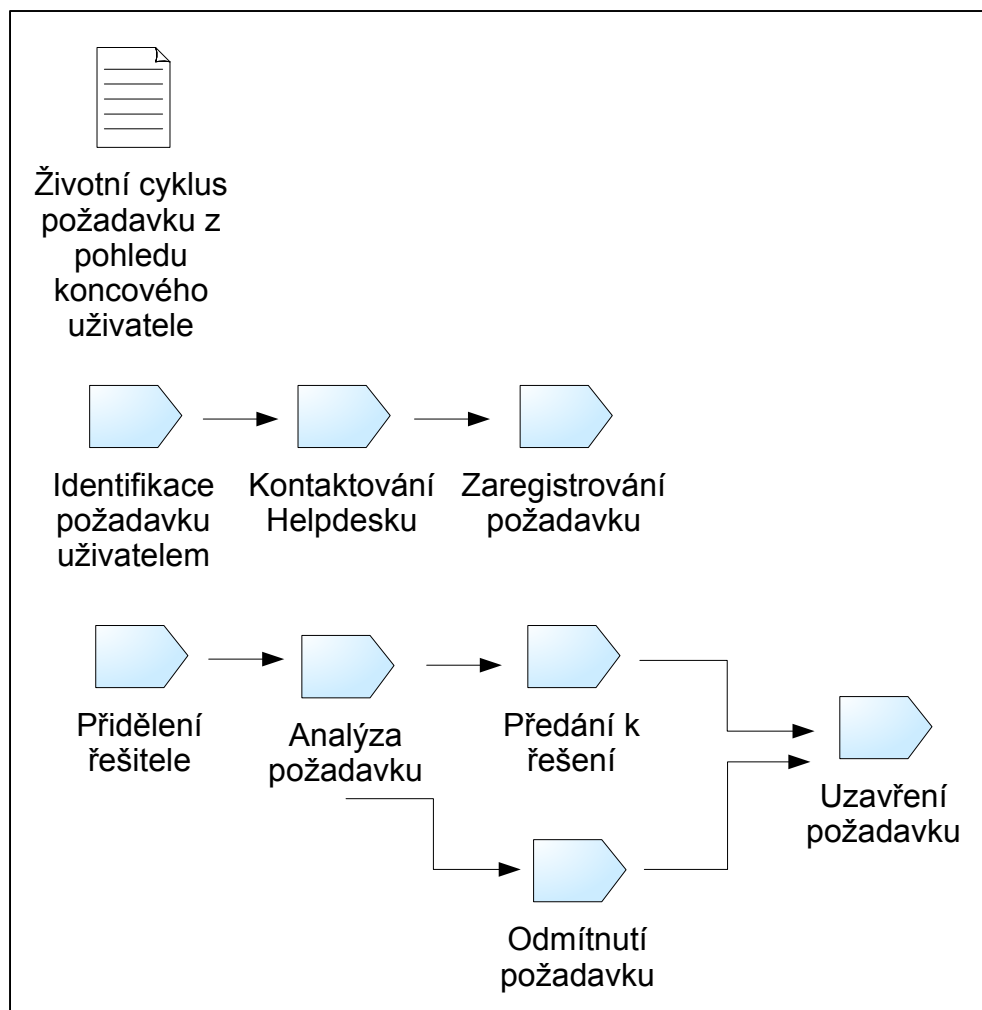 Životní cyklus
požadavku z
pohledu
koncového
uživatele
Identifikace
požadavku
uživatelem
Kontaktování
Helpdesku
Zaregistrování
požadavku
Přidělení
řešitele
Analýza
požadavku
Předání k
řešení
Odmítnutí
požadavku
Uzavření
požadavku